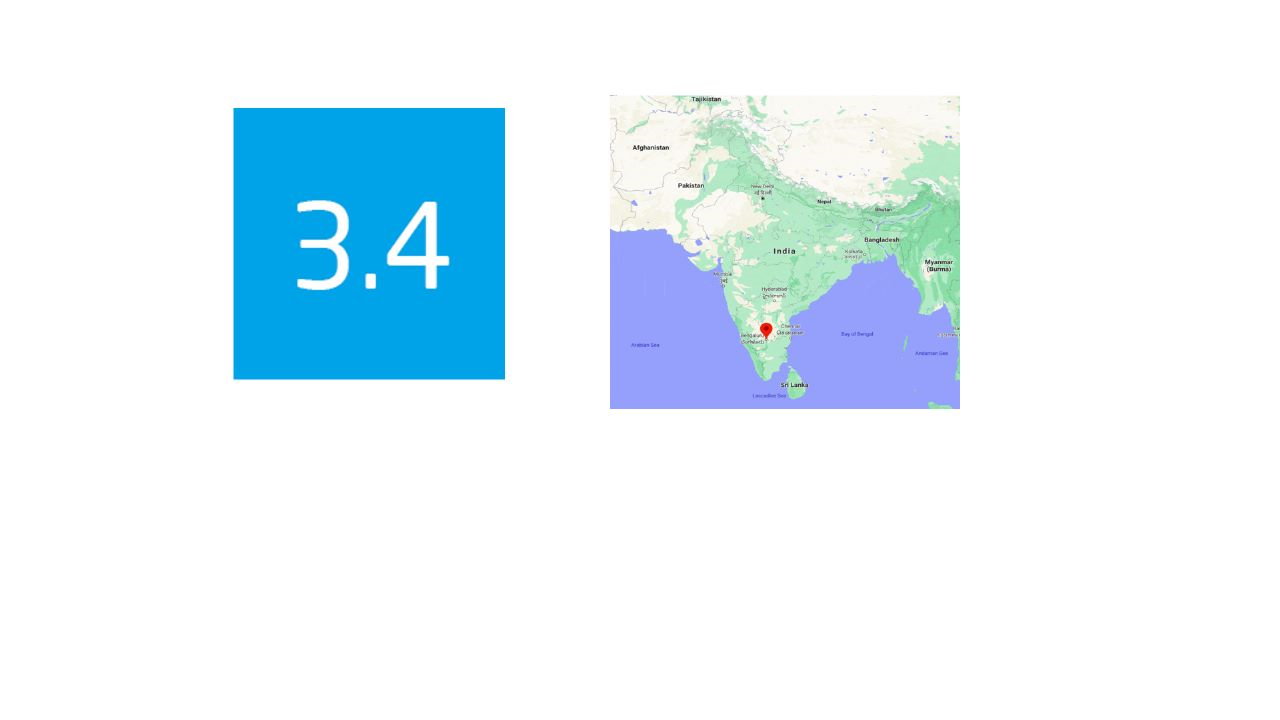 3.4
Tajikistan
Afghanistan
Pakistan
New Delhi
Nepal
Bhutan
India
Bangladesh
Kolkata
Myanmar
(Burma)
Mumbai
Hyderabad
Bengaluru
Chennai
Bay of Bengal
Arabian Sea
Andaman Sea
Sri Lanka
Laccadive Sea